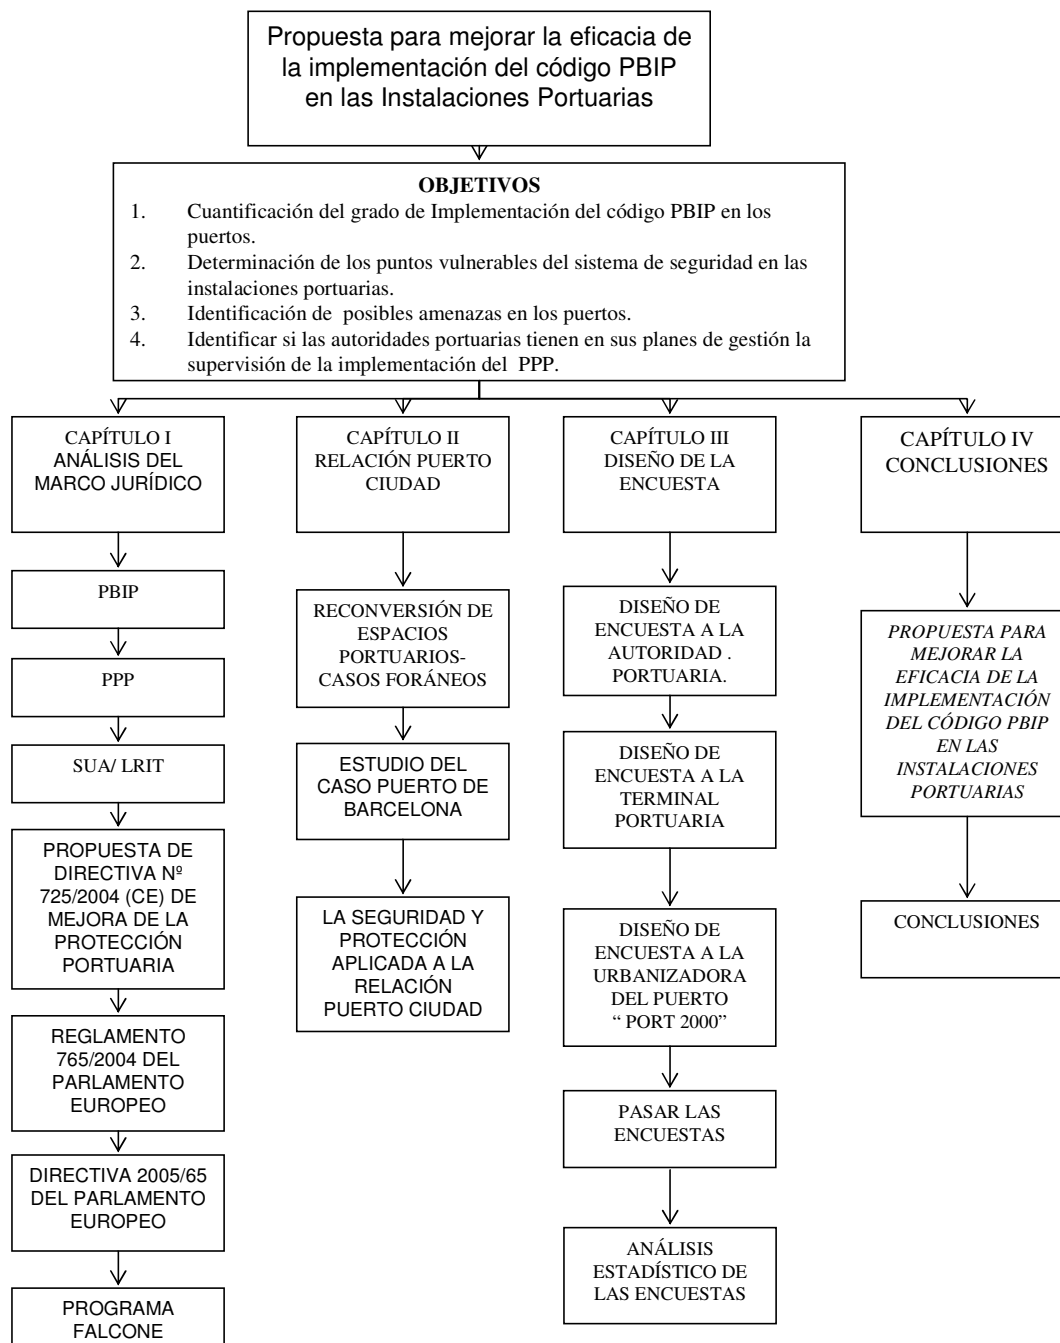 Propuesta para mejorar la eficacia de
la implementación del código PBIP
en las Instalaciones Portuarias
OBJETIVOS
1. Cuantificación del grado de Implementación del código PBIP en los
puertos.
2. Determinación de los puntos vulnerables del sistema de seguridad en las
instalaciones portuarias.
3. Identificación de posibles amenazas en los puertos.
4. Identificar si las autoridades portuarias tienen en sus planes de gestión la
supervisión de la implementación del PPP.
CAPÍTULO I
ANÁLISIS DEL
MARCO JURÍDICO
PBIP
PPP
SUA/ LRIT
PROPUESTA DE
DIRECTIVA Nº
725/2004 (CE) DE
MEJORA DE LA
PROTECCIÓN
PORTUARIA
REGLAMENTO
765/2004 DEL
PARLAMENTO
EUROPEO
DIRECTIVA 2005/65
DEL PARLAMENTO
EUROPEO
PROGRAMA
FALCONE
CAPÍTULO II
RELACIÓN PUERTO
CIUDAD
RECONVERSIÓN DE
ESPACIOS
PORTUARIOS-
CASOS FORÁNEOS
ESTUDIO DEL
CASO PUERTO DE
BARCELONA
LA SEGURIDAD Y
PROTECCIÓN
APLICADA A LA
RELACIÓN
PUERTO CIUDAD
CAPÍTULO III
DISEÑO DE LA
ENCUESTA
DISEÑO DE
ENCUESTA A LA
AUTORIDAD .
PORTUARIA.
DISEÑO DE
ENCUESTA A LA
TERMINAL
PORTUARIA
DISEÑO DE
ENCUESTA A LA
URBANIZADORA
DEL PUERTO
“ PORT 2000”
PASAR LAS
ENCUESTAS
ANÁLISIS
ESTADÍSTICO DE
LAS ENCUESTAS
CAPÍTULO IV
CONCLUSIONES
PROPUESTA PARA
MEJORAR LA
EFICACIA DE LA
IMPLEMENTACIÓN
DEL CÓDIGO PBIP
EN LAS
INSTALACIONES
PORTUARIAS
CONCLUSIONES